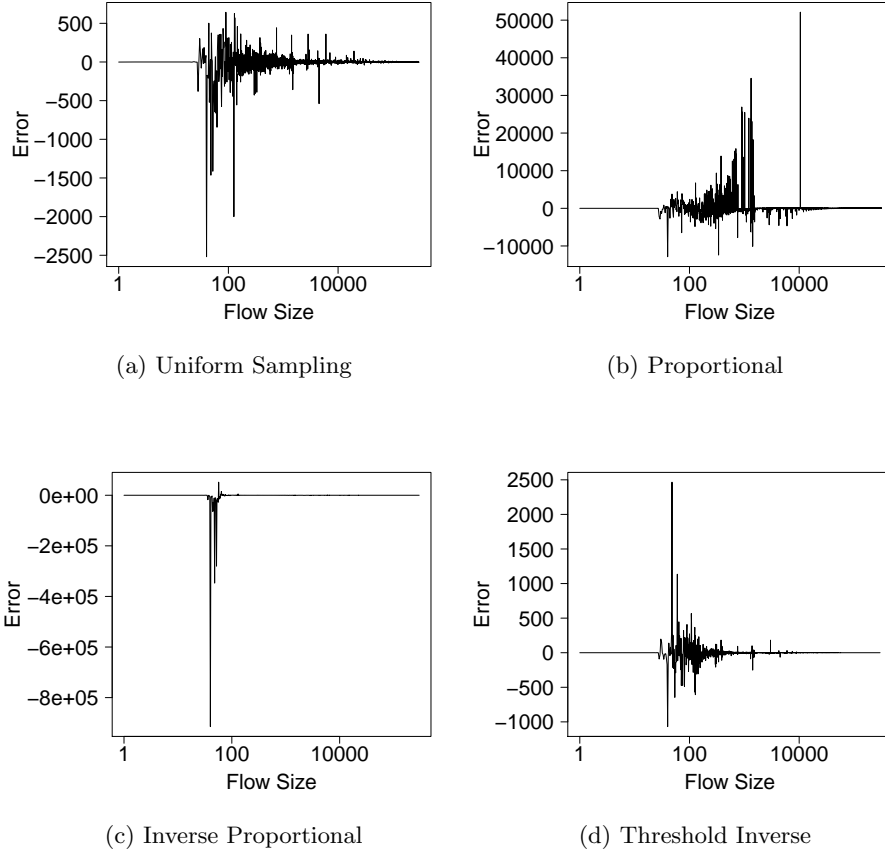 500
0
−500
−1000
−1500
−2000
−2500
Error
1 100 10000
Flow Size
(a) Uniform Sampling
50000
40000
30000
20000
10000
0
−10000
Error
1 100 10000
Flow Size
(b) Proportional
0e+00
−2e+05
−4e+05
−6e+05
−8e+05
Error
1 100 10000
Flow Size
(c) Inverse Proportional
2500
2000
1500
1000
500
0
−500
−1000
Error
1 100 10000
Flow Size
(d) Threshold Inverse